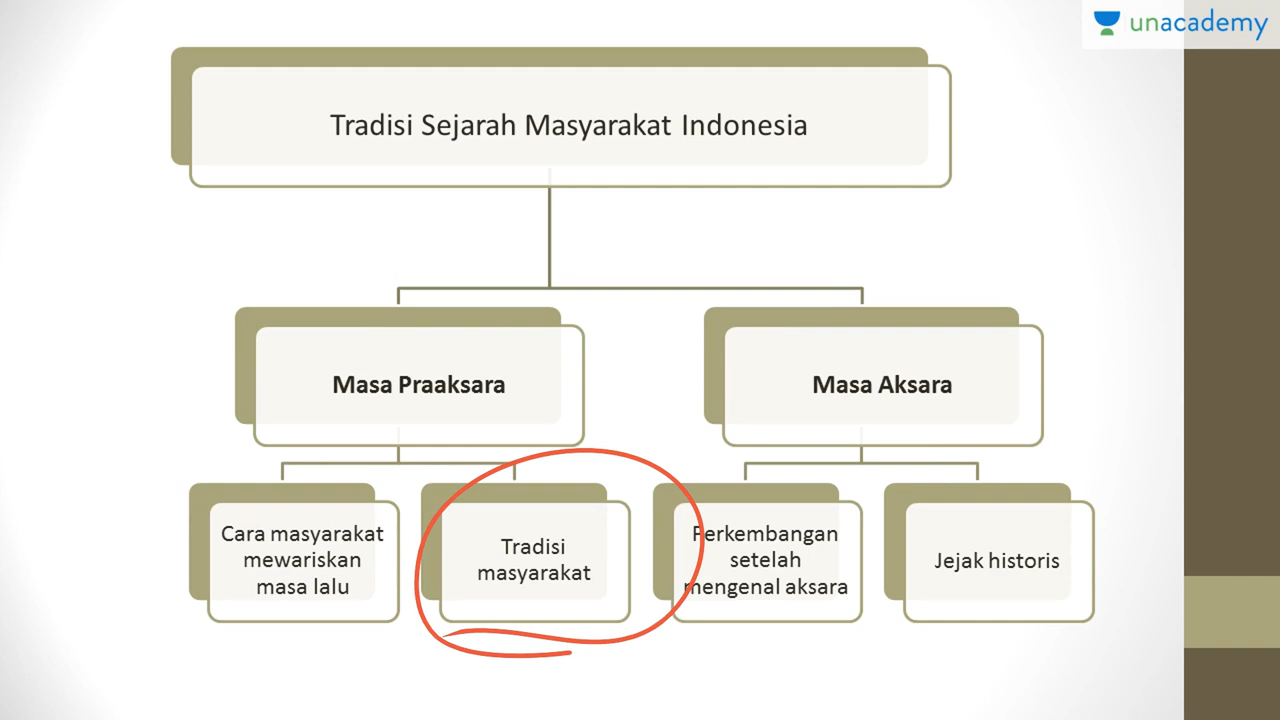 unacademy
Tradisi Sejarah Masyarakat Indonesia
Masa Praaksara
Masa Aksara
Cara masyarakat
mewariskan
masa lalu
Tradisi
masyarakat
Perkembangan
setelah
mengenal aksara
Jejak historis